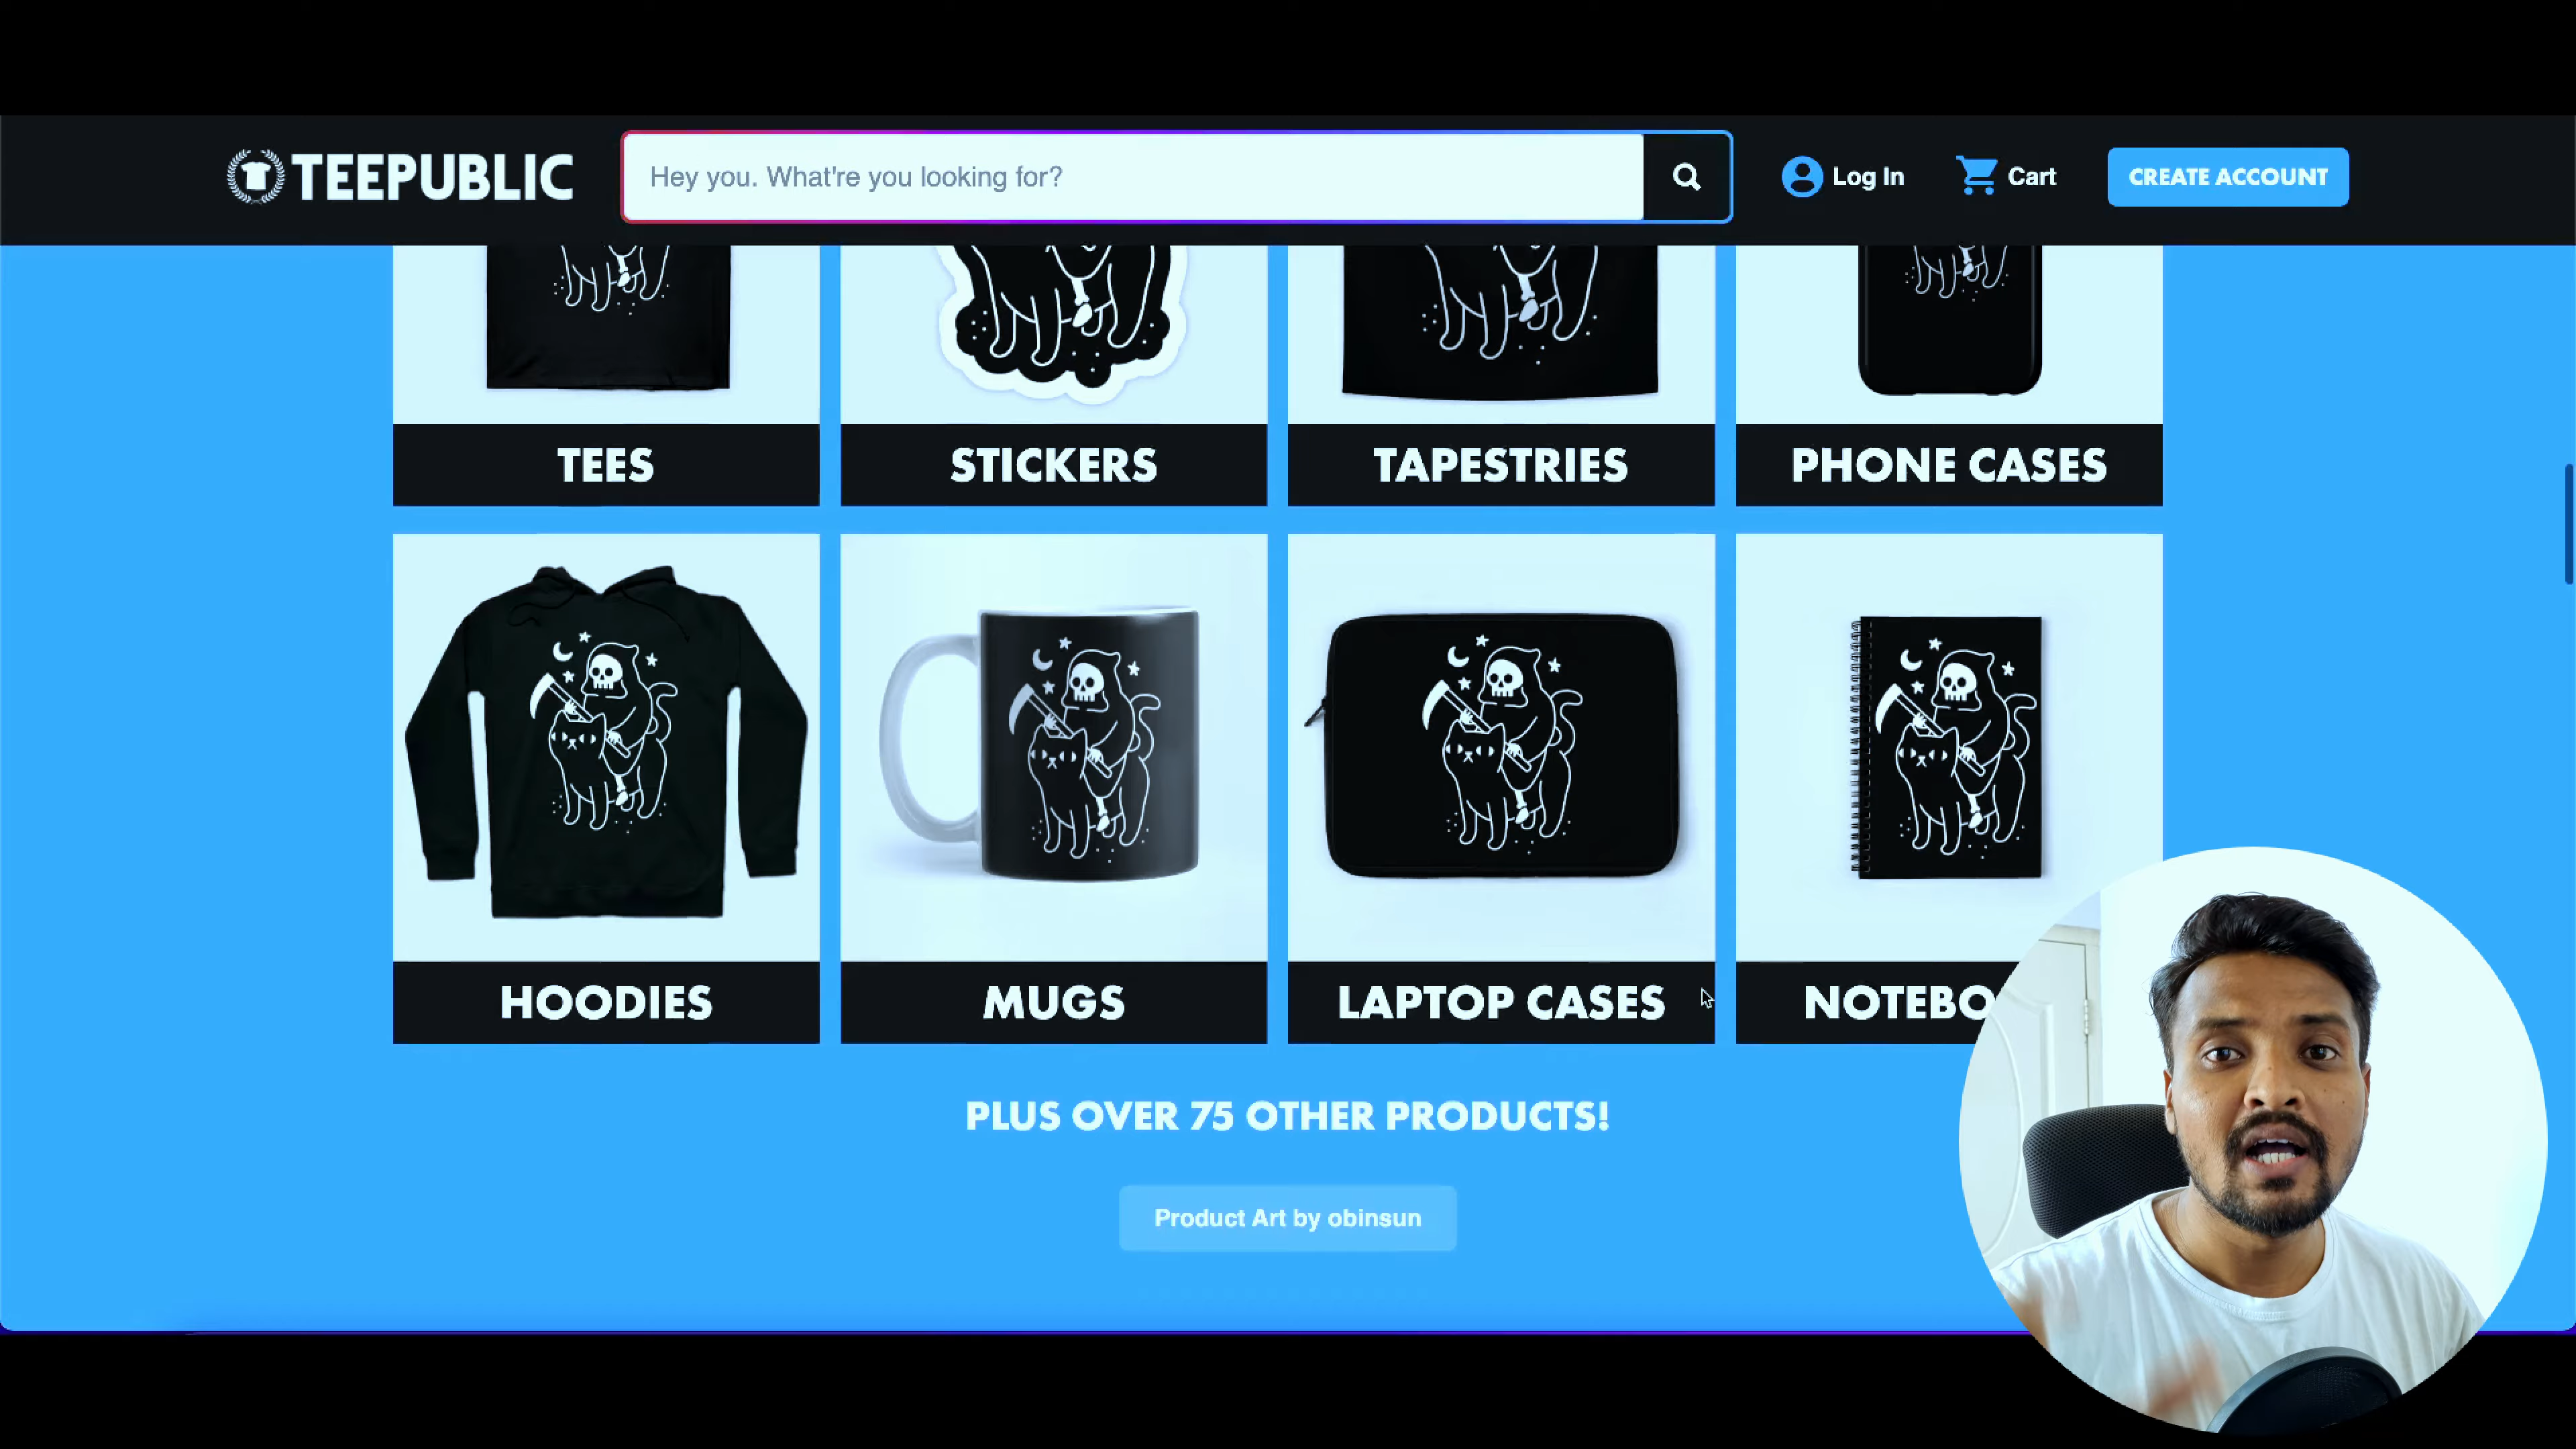 TEEPUBLIC
Hey you. What're you looking for?
Log In
Cart
CREATE ACCOUNT
TEES
STICKERS
TAPESTRIES
PHONE CASES
HOODIES
MUGS
LAPTOP CASES
NOTEBO
PLUS OVER 75 OTHER PRODUCTS!
Product Art by obinsun